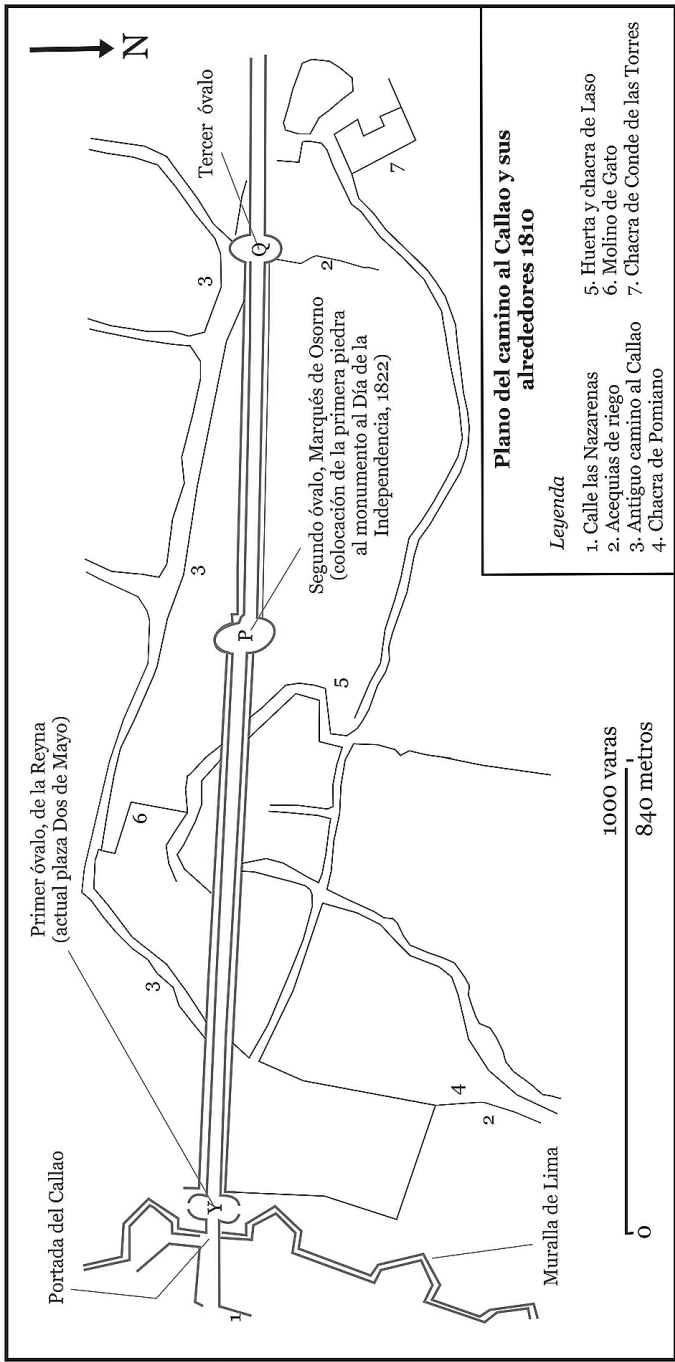 Portada del Callao
Primer óvalo, de la Reyna
(actual plaza Dos de Mayo)
Tercer óvalo
N
3
3
3
6
Y
P
Q
1
2
Segundo óvalo, Marqués de Osorno
(colocación de la primera piedra
al monumento al Día de la
Independencia, 1822)
5
7
4
2
Muralla de Lima
1000 varas
0
840 metros
Plano del camino al Callao y sus
alrededores 1810
Leyenda
1. Calle las Nazarenas
2. Acequias de riego
3. Antiguo camino al Callao
4. Chacra de Pomiano
5. Huerta y chacra de Laso
6. Molino de Gato
7. Chacra de Conde de las Torres